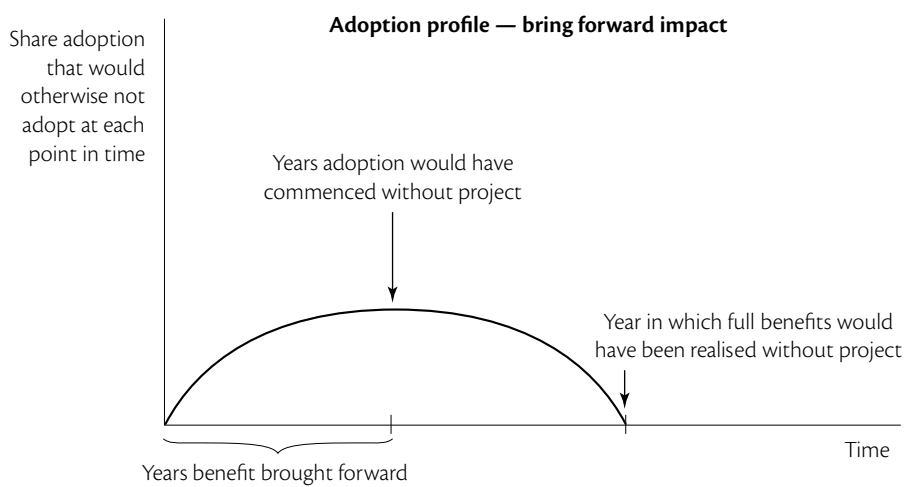 Adoption profile — bring forward impact
Share adoption
that would
otherwise not
adopt at each
point in time
Years adoption would have
commenced without project
Year in which full benefits would
have been realised without project
Time
Years benefit brought forward